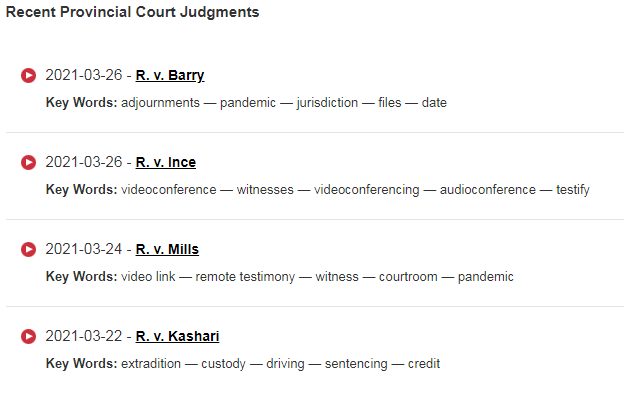 Recent Provincial Court Judgments
2021-03-26 - R. v. Barry
Key Words: adjournments — pandemic — jurisdiction — files — date
2021-03-26 - R. v. Ince
Key Words: videoconference — witnesses — videoconferencing — audioconference — testify
2021-03-24 - R. v. Mills
Key Words: video link — remote testimony — witness — courtroom — pandemic
2021-03-22 - R. v. Kashari
Key Words: extradition — custody — driving — sentencing — credit